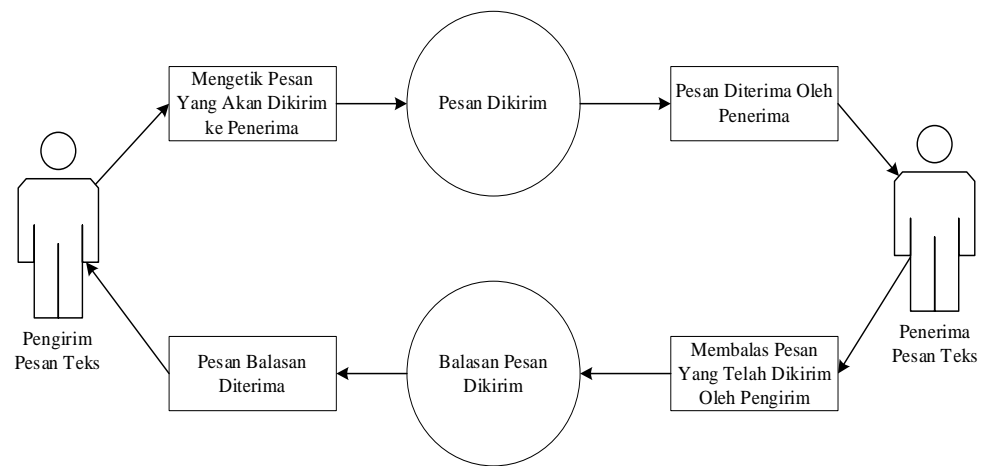 Mengetik Pesan
Yang Akan Dikirim
ke Penerima
Pesan Dikirim
Pesan Diterima Oleh
Penerima
Pengirim
Pesan Teks
Penerima
Pesan Teks
Pesan Balasan
Diterima
Balasan Pesan
Dikirim
Membalas Pesan
Yang Telah Dikirim
Oleh Pengirim